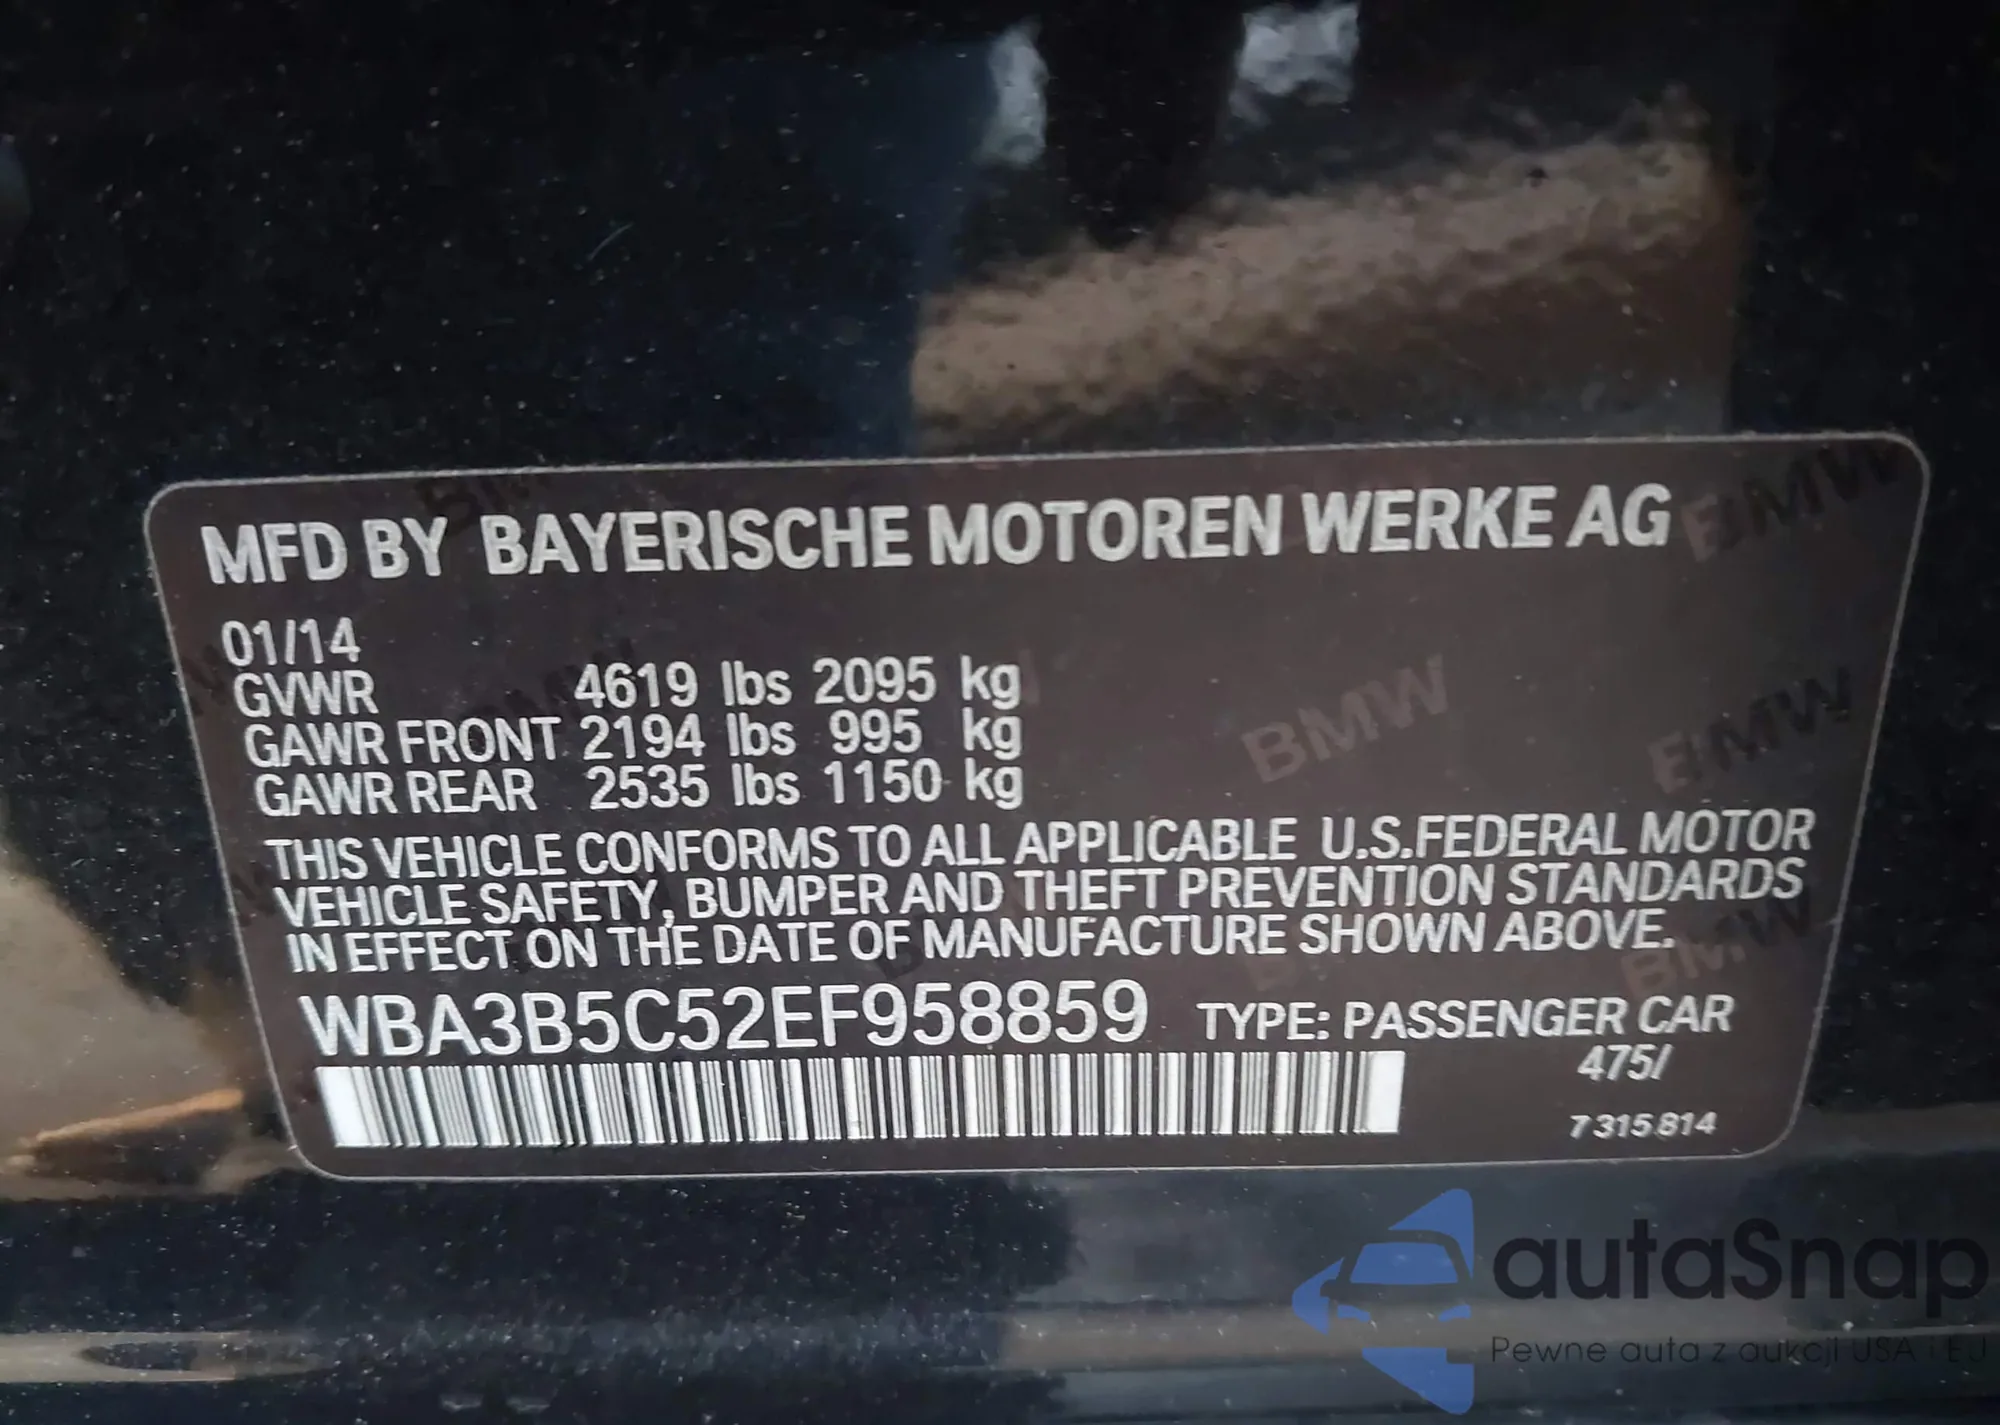 MFD BY BAYERISCHE MOTOREN WERKE AG
01/14
GVWR 4619 lbs 2095 kg
GAWR FRONT 2194 lbs 995 kg
GAWR REAR 2535 lbs 1150 kg
THIS VEHICLE CONFORMS TO ALL APPLICABLE U.S.FEDERAL MOTOR
VEHICLE SAFETY, BUMPER AND THEFT PREVENTION STANDARDS
IN EFFECT ON THE DATE OF MANUFACTURE SHOWN ABOVE.
WBA3B5C52EF958859 TYPE: PASSENGER CAR
475/
7 315 814
autaSnap
Pewne auta z aukcji USA i EU